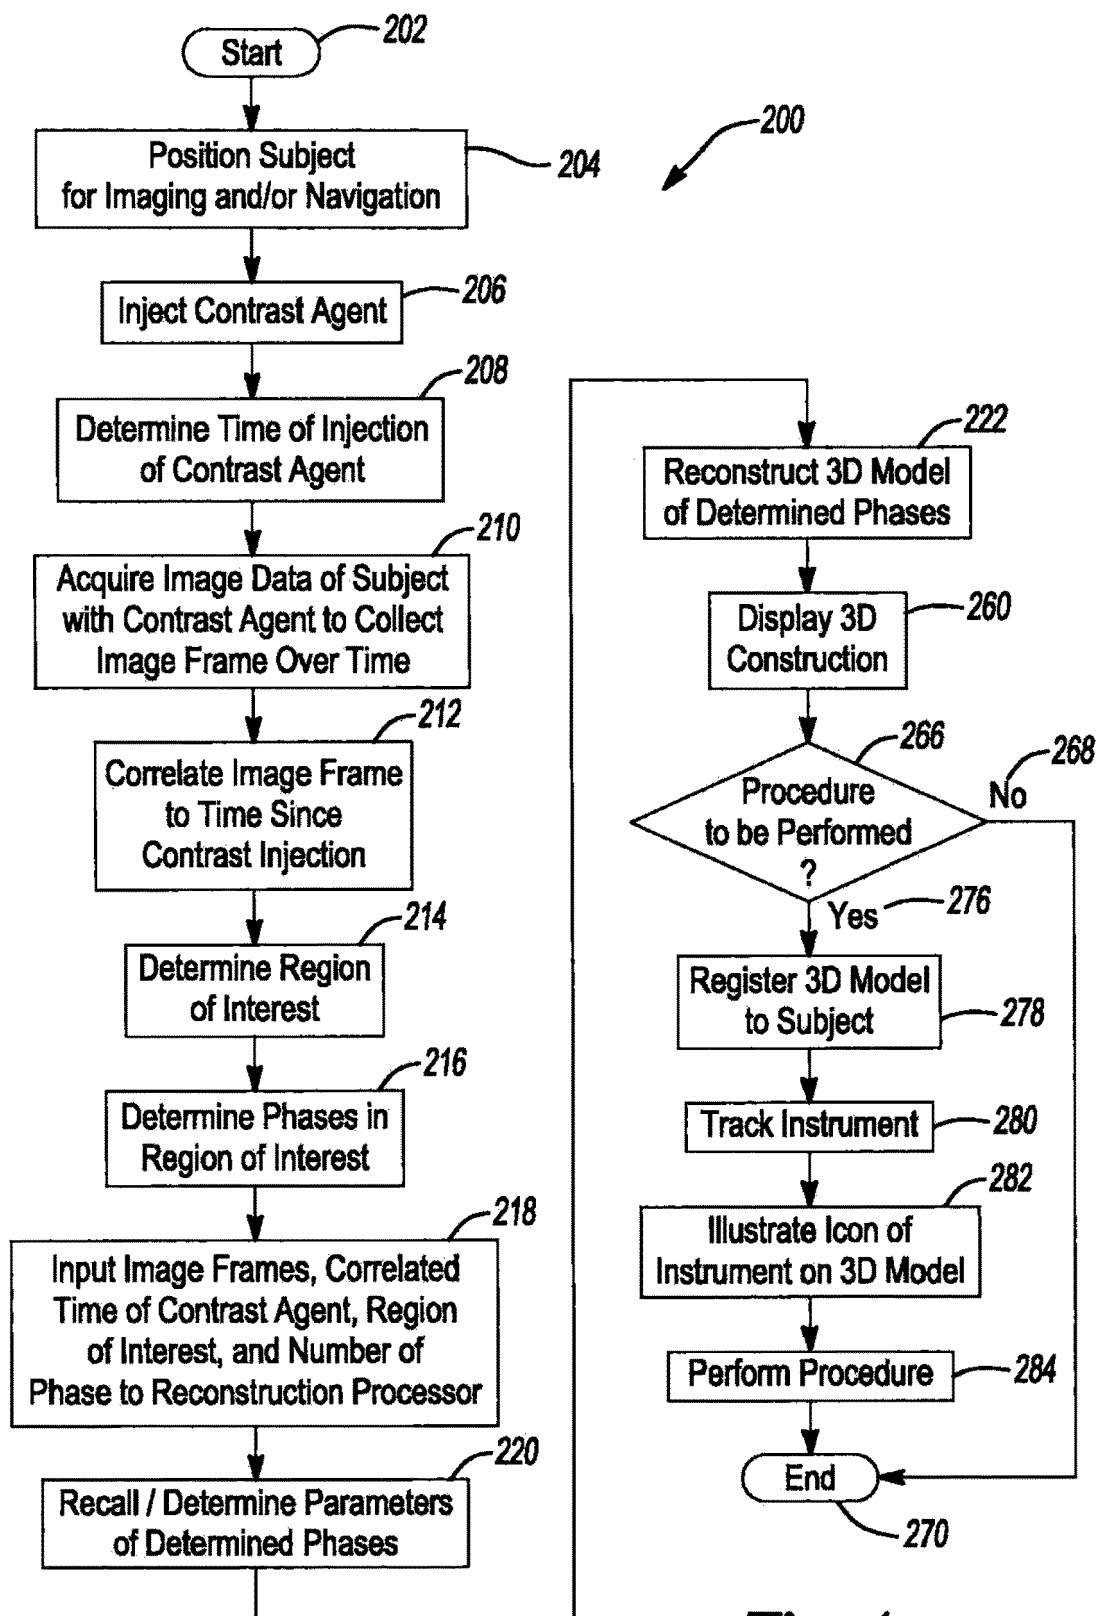 Start
202
200
Position Subject
for Imaging and/or Navigation
204
Inject Contrast Agent
206
Determine Time of Injection
of Contrast Agent
208
Acquire Image Data of Subject
with Contrast Agent to Collect
Image Frame Over Time
210
Correlate Image Frame
to Time Since
Contrast Injection
212
Determine Region
of Interest
214
Determine Phases in
Region of Interest
216
Input Image Frames, Correlated
Time of Contrast Agent, Region
of Interest, and Number of
Phase to Reconstruction Processor
218
Recall / Determine Parameters
of Determined Phases
220
Reconstruct 3D Model
of Determined Phases
222
Display 3D
Construction
260
Procedure
to be Performed
?
266
No
268
Yes
276
Register 3D Model
to Subject
278
Track Instrument
280
Illustrate Icon of
Instrument on 3D Model
282
Perform Procedure
284
End
270